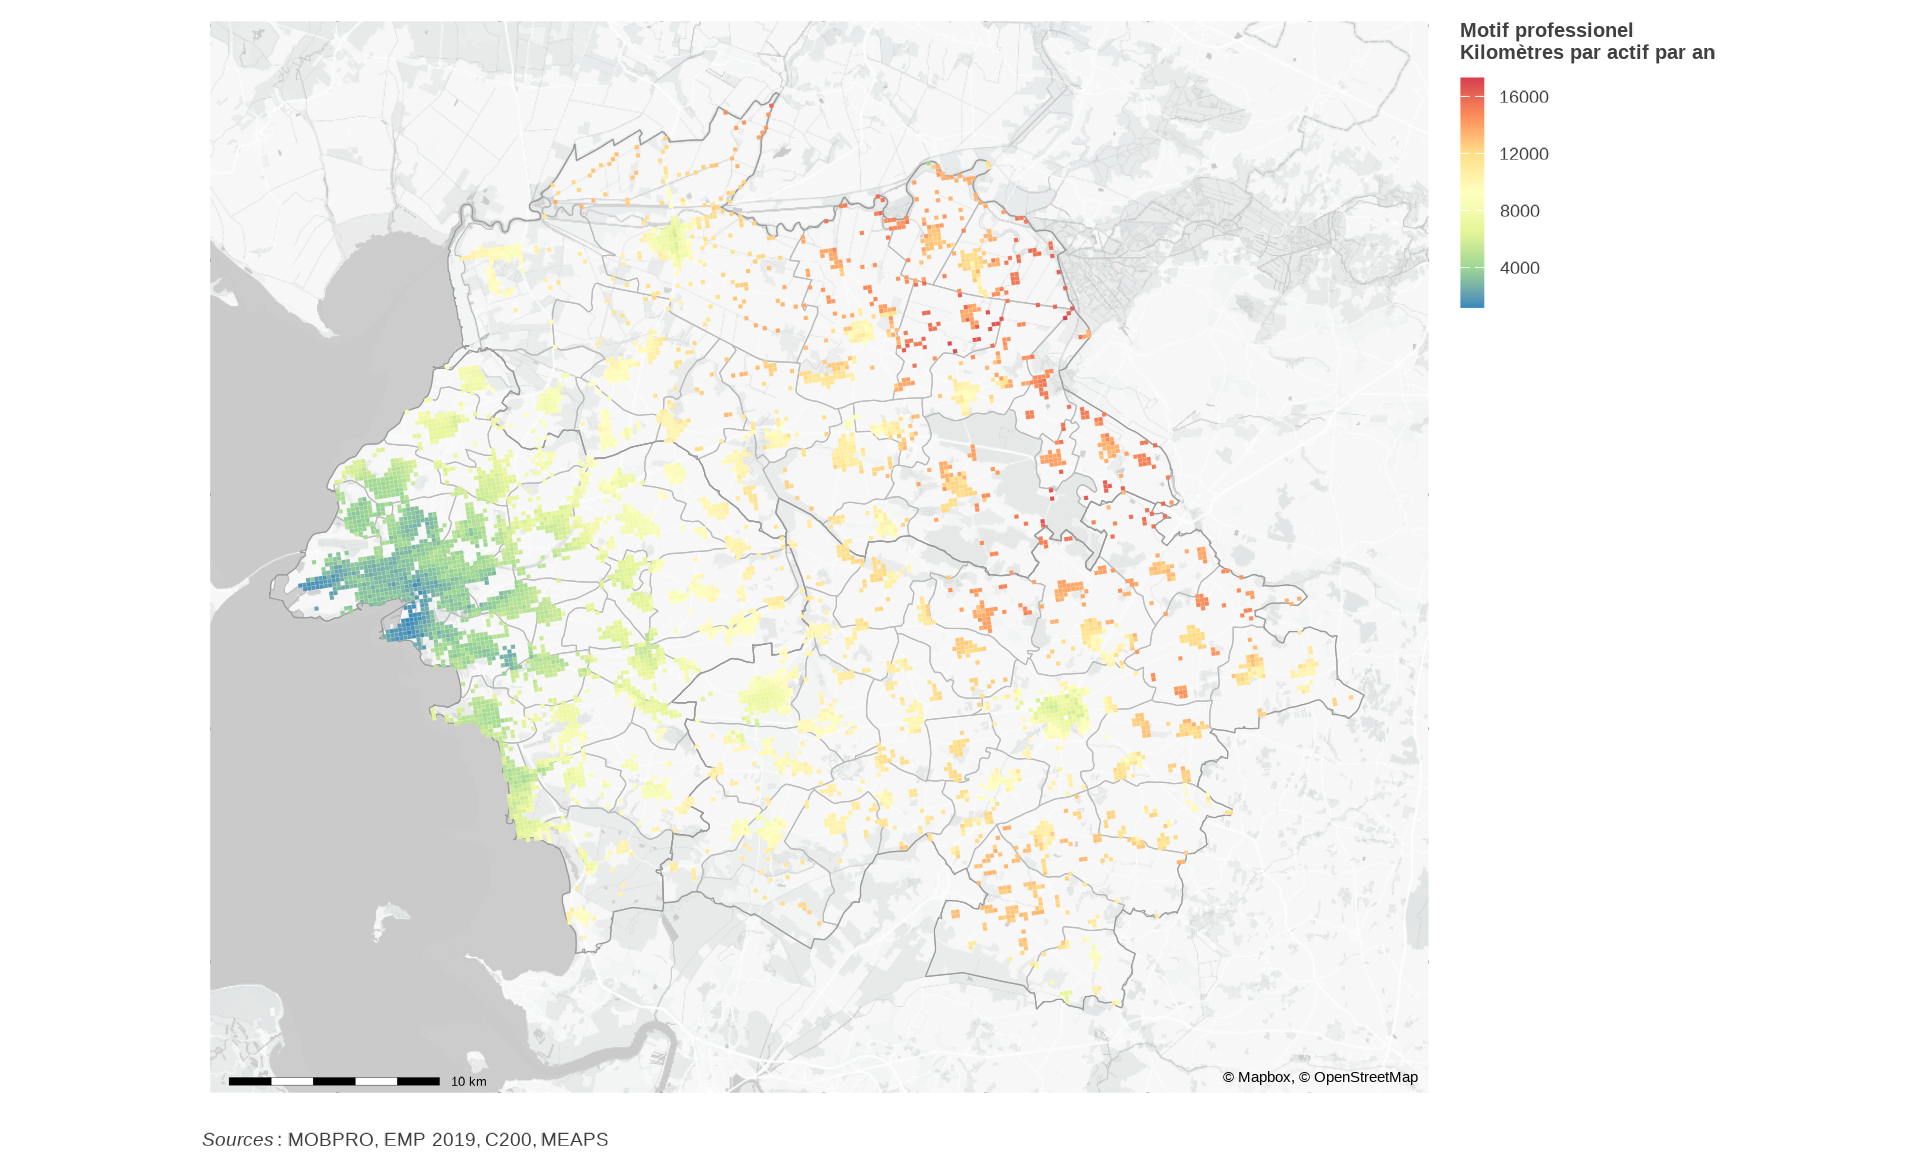 Motif professionel
Kilomètres par actif par an
16000
12000
8000
4000
10 km
© Mapbox, © OpenStreetMap
Sources : MOBPRO, EMP 2019, C200, MEAPS